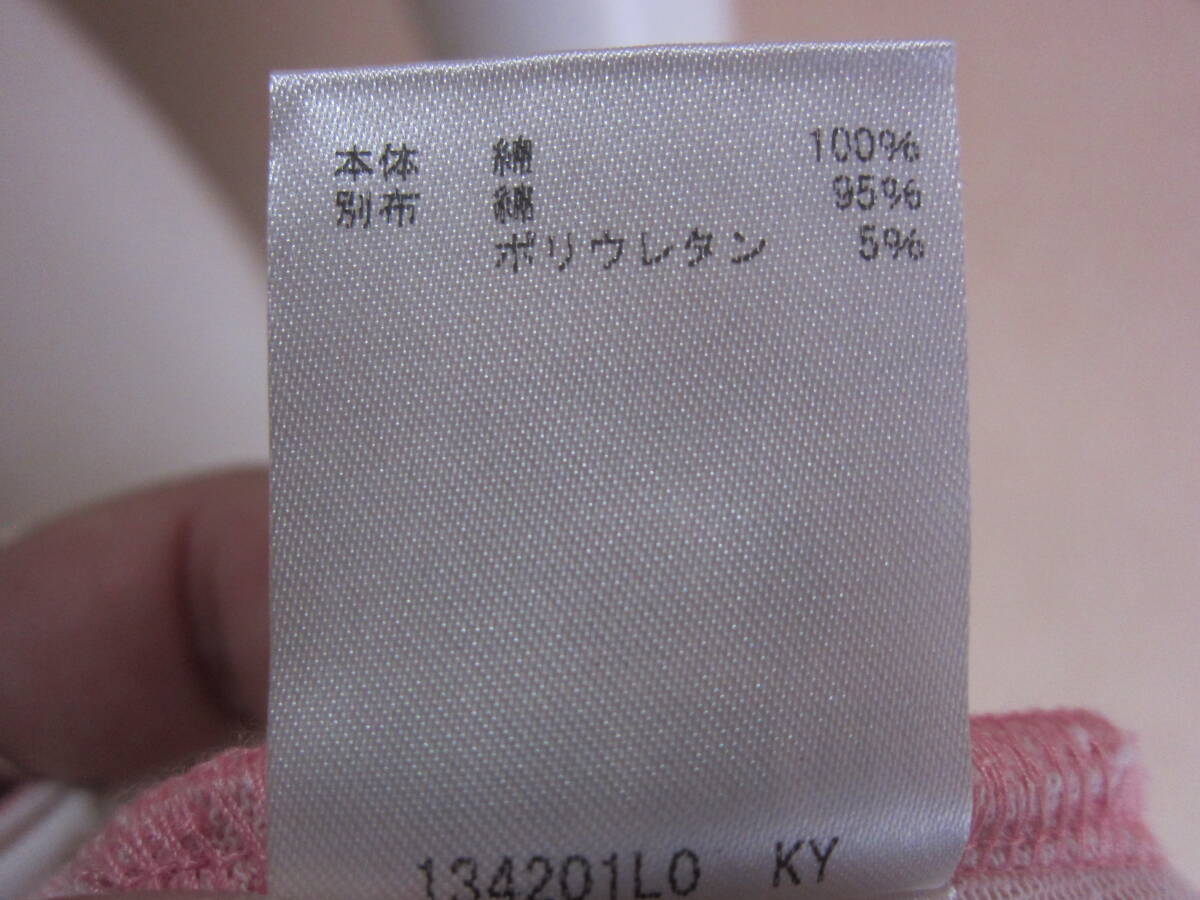 本体 綿 100%
別布 綿 95%
ポリウレタン 5%
134201L0 KY